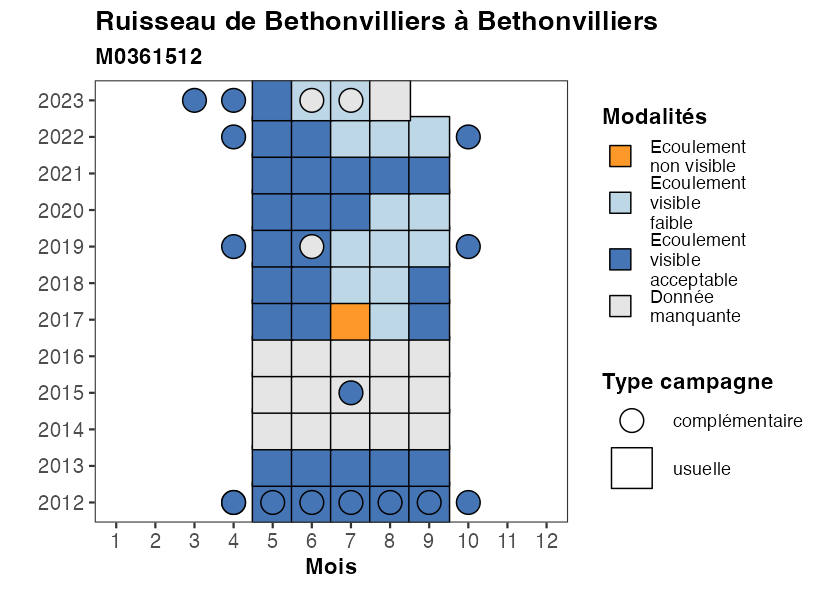 Ruisseau de Bethonvilliers à Bethonvilliers
M0361512
2023
2022
2021
2020
2019
2018
2017
2016
2015
2014
2013
2012
1 2 3 4 5 6 7 8 9 10 11 12
Mois
Modalités
Ecoulement
non visible
Ecoulement
visible
faible
Ecoulement
visible
acceptable
Donnée
manquante
Type campagne
complémentaire
usuelle